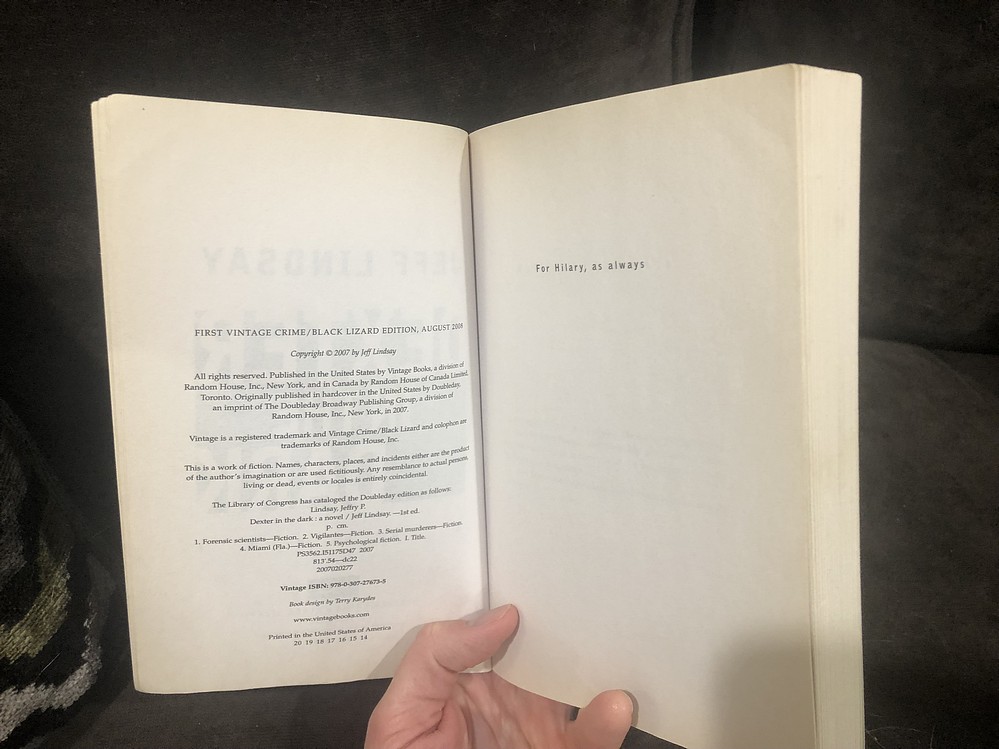 FIRST VINTAGE CRIME/BLACK LIZARD EDITION, AUGUST 2008
Copyright © 2007 by Jeff Lindsay
All rights reserved. Published in the United States by Vintage Books, a division of
Random House, Inc., New York, and in Canada by Random House of Canada Limited,
Toronto. Originally published in hardcover in the United States by Doubleday,
an imprint of The Doubleday Broadway Publishing Group, a division of
Random House, Inc., New York, in 2007.
Vintage is a registered trademark and Vintage Crime/Black Lizard and colophon are
trademarks of Random House, Inc.
This is a work of fiction. Names, characters, places, and incidents either are the product
of the author's imagination or are used fictitiously. Any resemblance to actual persons,
living or dead, events or locales is entirely coincidental.
The Library of Congress has cataloged the Doubleday edition as follows:
Lindsay, Jeffry P.
Dexter in the dark : a novel / Jeff Lindsay. —1st ed.
p. cm.
1. Forensic scientists—Fiction. 2. Vigilantes—Fiction. 3. Serial murderers—Fiction.
4. Miami (Fla.)—Fiction. 5. Psychological fiction. I. Title.
PS3562.I51175D47 2007
813'.54—dc22
2007020277
Vintage ISBN: 978-0-307-27673-5
Book design by Terry Karydes
www.vintagebooks.com
Printed in the United States of America
20 19 18 17 16 15 14
For Hilary, as always